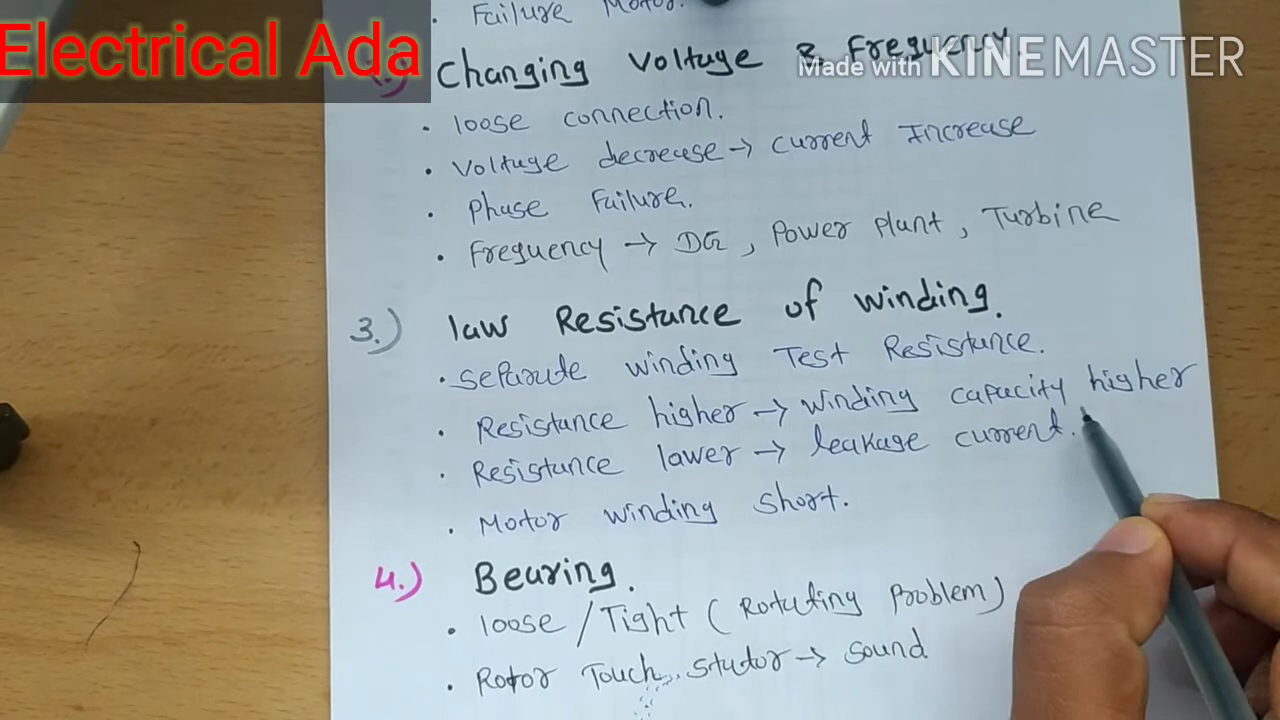 • Failure Motor.
Electrical Ada
Changing Voltage & Frequency.
Made with KINEMASTER
• loose connection.
• Voltage decrease → current Increase
• Phase Failure.
• Frequency → DG, Power Plant, Turbine
3.) law Resistance of winding.
• Separate winding Test Resistance.
• Resistance higher → winding capacity higher
• Resistance lawer → leakage current.
• Motor winding Short.
4.) Bearing.
• loose / Tight (Rotating Problem)
• Rotor Touch stator → Sound